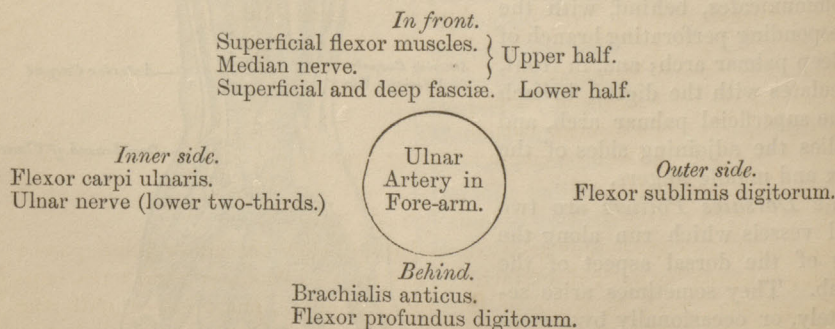 In front.
Superficial flexor muscles. } Upper half.
Median nerve.
Superficial and deep fasciæ. Lower half.
Inner side.
Flexor carpi ulnaris.
Ulnar nerve (lower two-thirds.)
Ulnar
Artery in
Fore-arm.
Outer side.
Flexor sublimis digitorum.
Behind.
Brachialis anticus.
Flexor profundus digitorum.